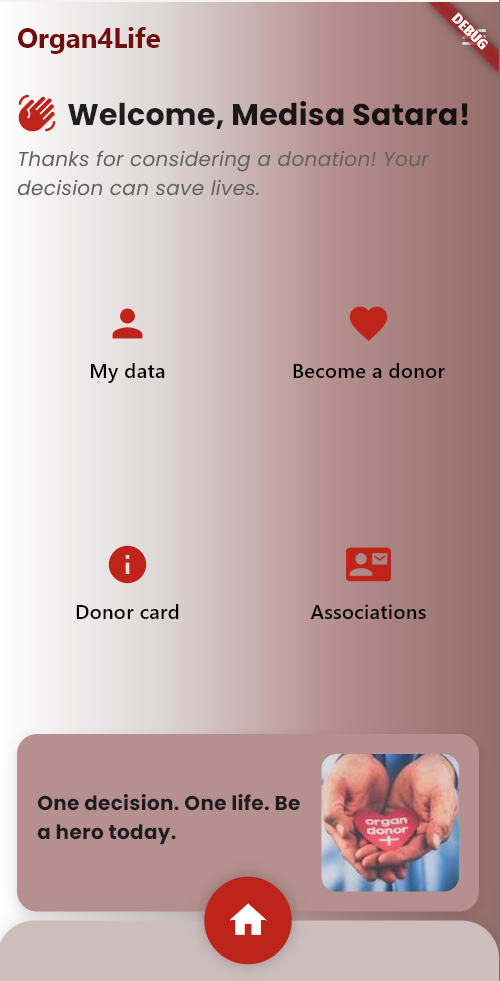 Organ4Life
DEBUG
Welcome, Medisa Satara!
Thanks for considering a donation! Your
decision can save lives.
My data
Become a donor
Donor card
Associations
One decision. One life. Be
a hero today.
organ
donor